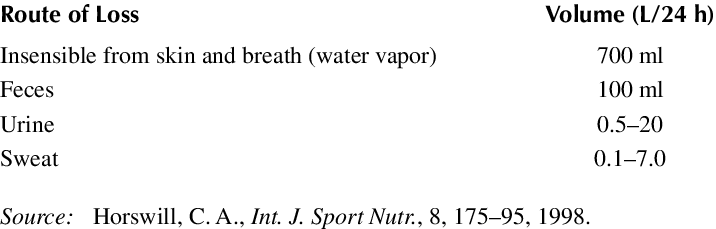 Route of Loss Volume (L/24 h)
Insensible from skin and breath (water vapor) 700 ml
Feces 100 ml
Urine 0.5–20
Sweat 0.1–7.0
Source: Horswill, C. A., Int. J. Sport Nutr., 8, 175–95, 1998.